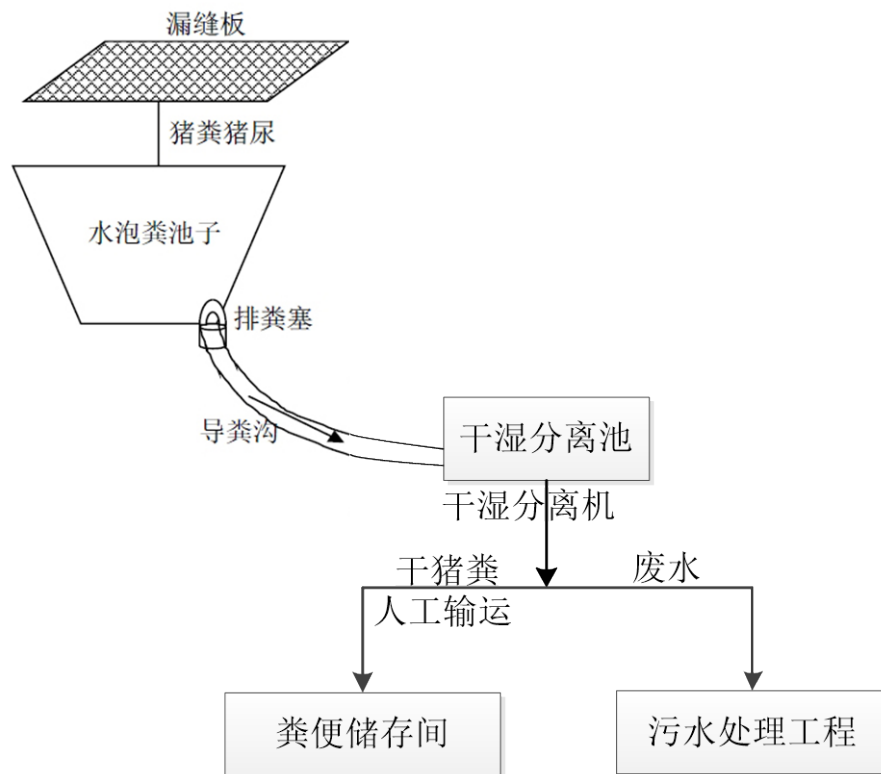 漏缝板
猪粪猪尿
水泡粪池子
排粪塞
导粪沟
干湿分离池
干湿分离机
干猪粪
废水
人工输运
粪便储存间
污水处理工程